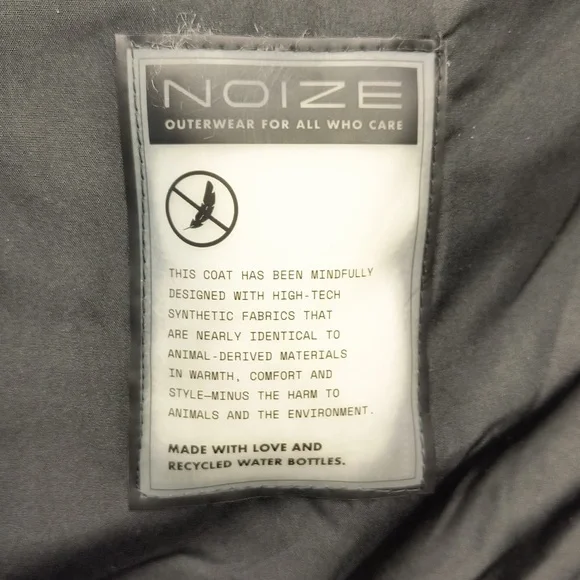 NOIZE
OUTERWEAR FOR ALL WHO CARE
THIS COAT HAS BEEN MINDFULLY
DESIGNED WITH HIGH-TECH
SYNTHETIC FABRICS THAT
ARE NEARLY IDENTICAL TO
ANIMAL-DERIVED MATERIALS
IN WARMTH, COMFORT AND
STYLE—MINUS THE HARM TO
ANIMALS AND THE ENVIRONMENT.
MADE WITH LOVE AND
RECYCLED WATER BOTTLES.